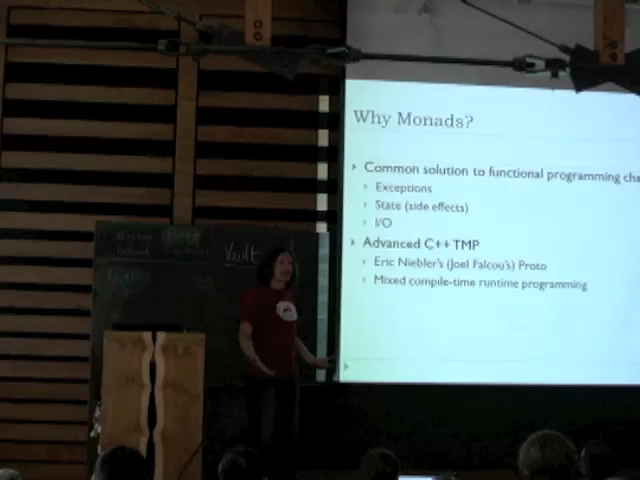 Why Monads?
Common solution to functional programming cha
Exceptions
State (side effects)
I/O
Advanced C++ TMP
Eric Niebler's (Joel Falcou's) Proto
Mixed compile-time runtime programming
Vault